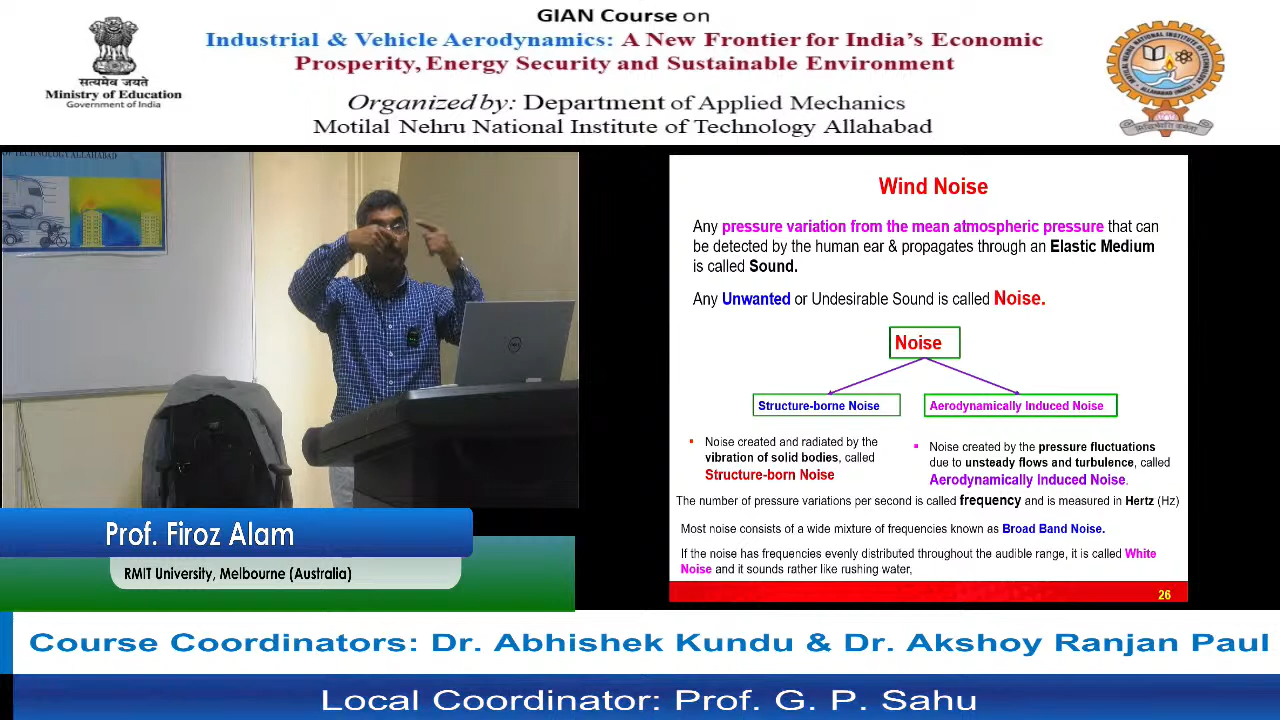 GIAN Course on
Industrial & Vehicle Aerodynamics: A New Frontier for India's Economic
Prosperity, Energy Security and Sustainable Environment
Organized by: Department of Applied Mechanics
Motilal Nehru National Institute of Technology Allahabad
सत्यमेव जयते
Ministry of Education
Government of India
OF TECHNOLOGY ALLAHABAD
Wind Noise
Any pressure variation from the mean atmospheric pressure that can
be detected by the human ear & propagates through an Elastic Medium
is called Sound.
Any Unwanted or Undesirable Sound is called Noise.
Noise
Structure-borne Noise
Aerodynamically Induced Noise
▪ Noise created and radiated by the
vibration of solid bodies, called
Structure-born Noise
▪ Noise created by the pressure fluctuations
due to unsteady flows and turbulence, called
Aerodynamically Induced Noise.
The number of pressure variations per second is called frequency and is measured in Hertz (Hz)
Most noise consists of a wide mixture of frequencies known as Broad Band Noise.
If the noise has frequencies evenly distributed throughout the audible range, it is called White
Noise and it sounds rather like rushing water,
26
Prof. Firoz Alam
RMIT University, Melbourne (Australia)
Course Coordinators: Dr. Abhishek Kundu & Dr. Akshoy Ranjan Paul
Local Coordinator: Prof. G. P. Sahu